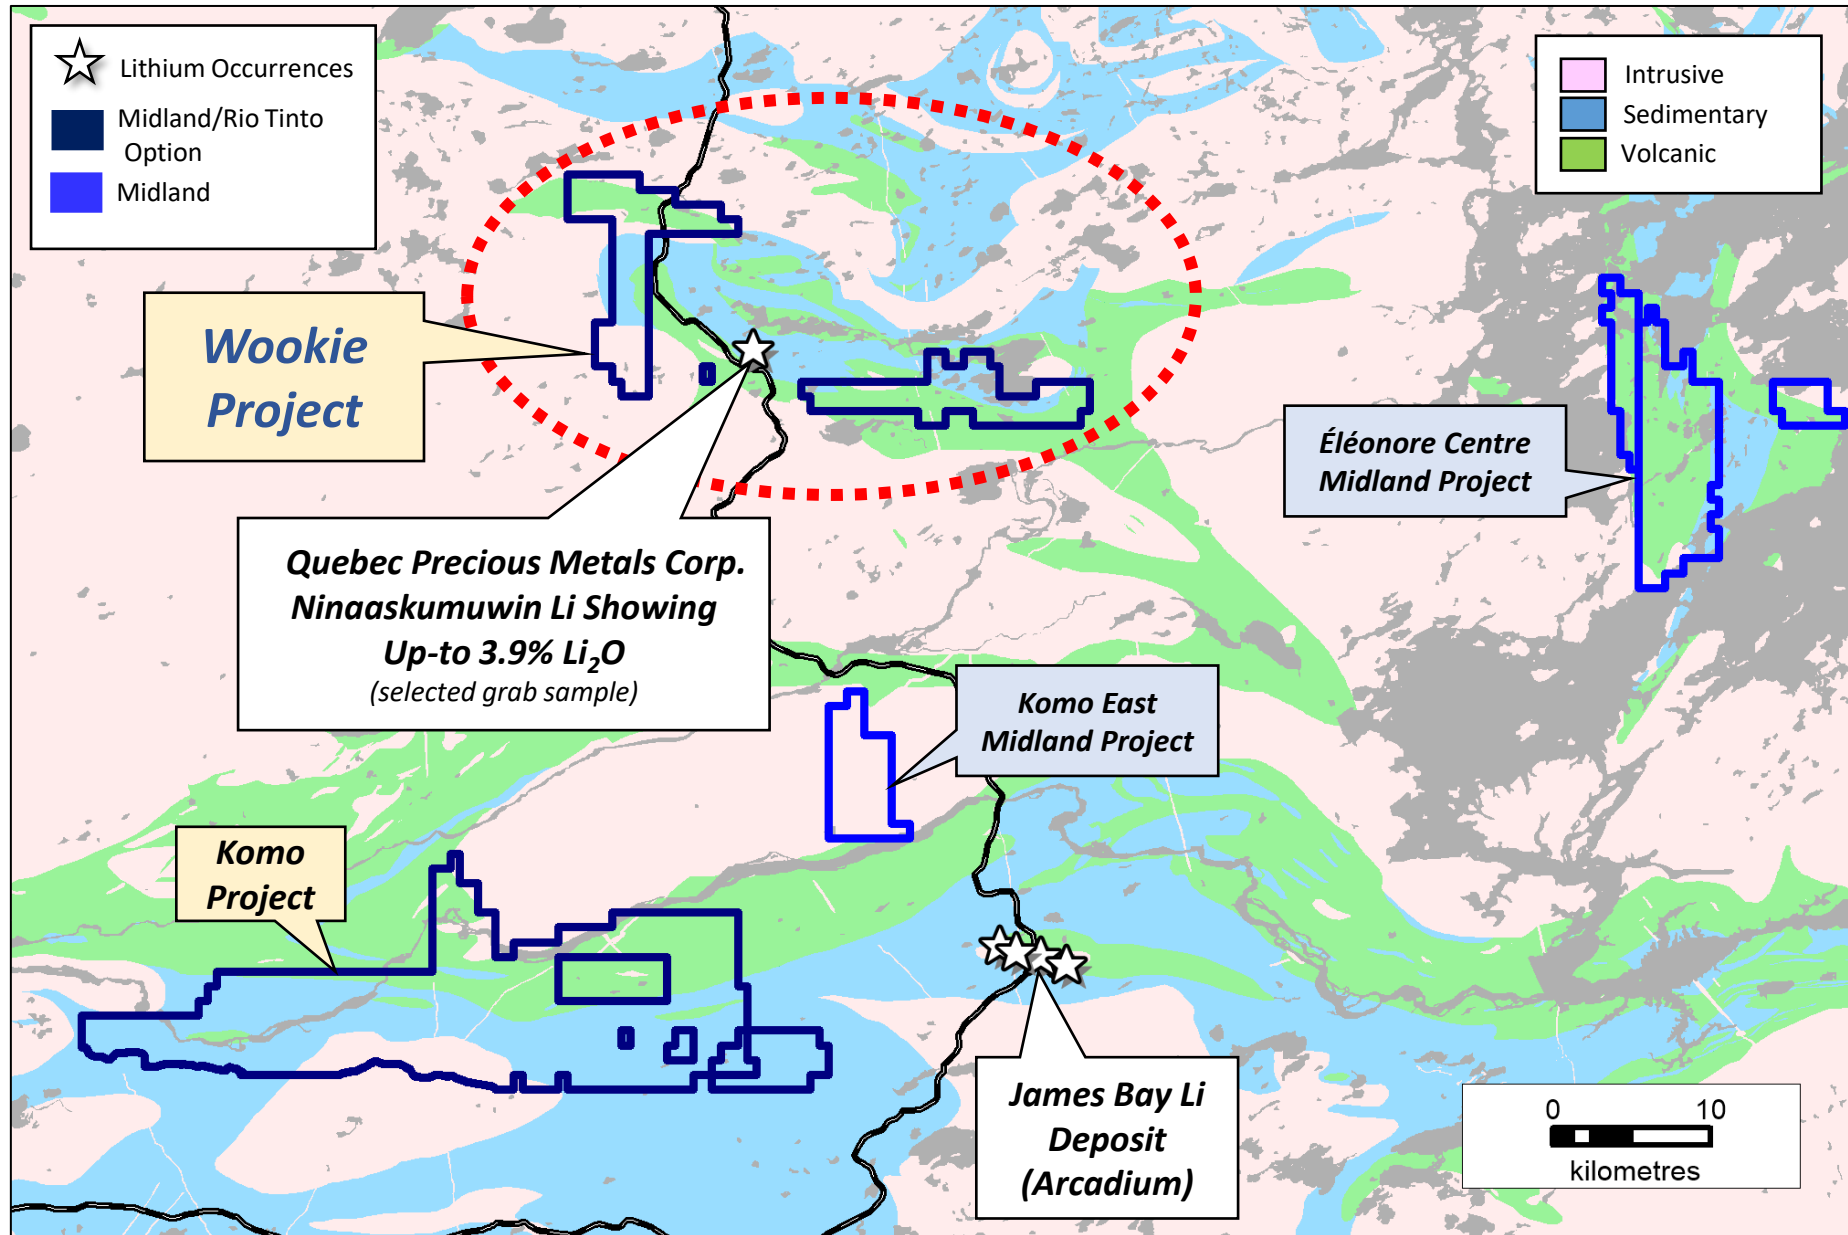 Lithium Occurrences
Midland/Rio Tinto
Option
Midland
Intrusive
Sedimentary
Volcanic
Wookie
Project
Éléonore Centre
Midland Project
Quebec Precious Metals Corp.
Ninaaskumuwin Li Showing
Up-to 3.9% Li₂O
(selected grab sample)
Komo East
Midland Project
Komo
Project
James Bay Li
Deposit
(Arcadium)
0 10
kilometres